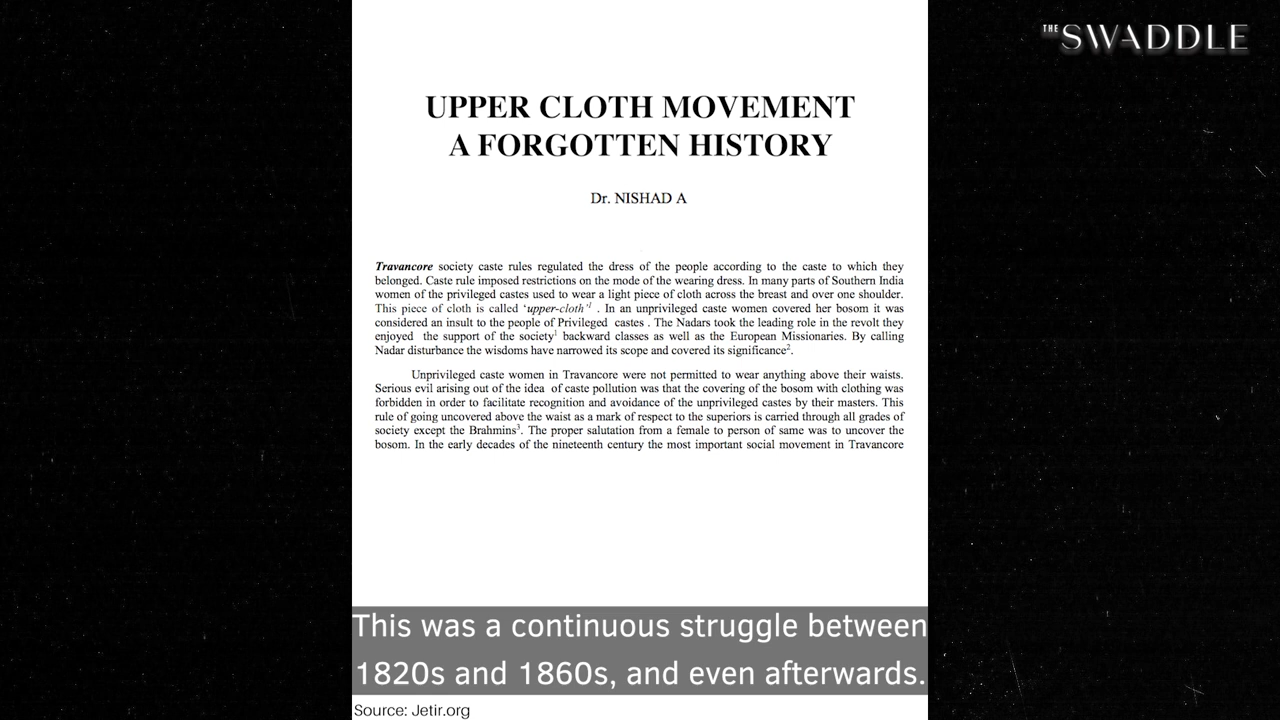 THE SWADDLE
UPPER CLOTH MOVEMENT
A FORGOTTEN HISTORY
Dr. NISHAD A
Travancore society caste rules regulated the dress of the people according to the caste to which they
belonged. Caste rule imposed restrictions on the mode of the wearing dress. In many parts of Southern India
women of the privileged castes used to wear a light piece of cloth across the breast and over one shoulder.
This piece of cloth is called 'upper-cloth'¹ . In an unprivileged caste women covered her bosom it was
considered an insult to the people of Privileged castes . The Nadars took the leading role in the revolt they
enjoyed the support of the society¹ backward classes as well as the European Missionaries. By calling
Nadar disturbance the wisdoms have narrowed its scope and covered its significance².
Unprivileged caste women in Travancore were not permitted to wear anything above their waists.
Serious evil arising out of the idea of caste pollution was that the covering of the bosom with clothing was
forbidden in order to facilitate recognition and avoidance of the unprivileged castes by their masters. This
rule of going uncovered above the waist as a mark of respect to the superiors is carried through all grades of
society except the Brahmins³. The proper salutation from a female to person of same was to uncover the
bosom. In the early decades of the nineteenth century the most important social movement in Travancore
This was a continuous struggle between
1820s and 1860s, and even afterwards.
Source: Jetir.org